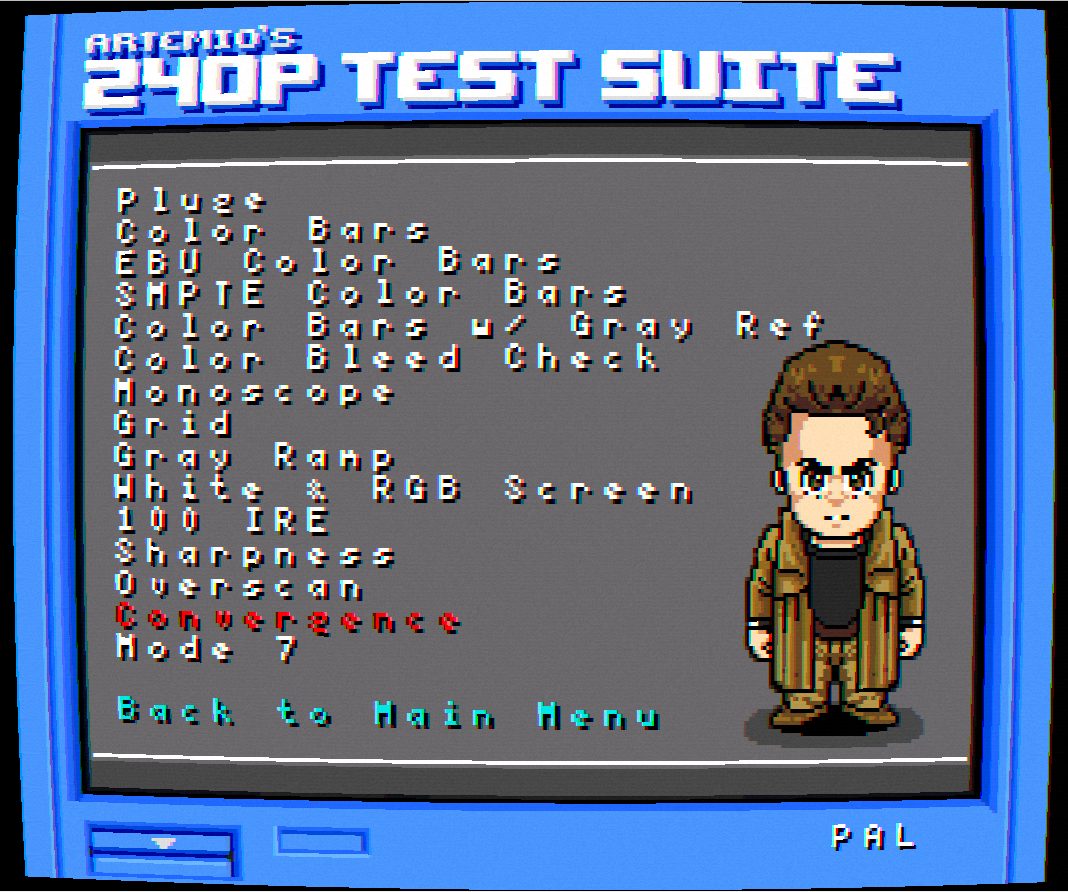 ARTEMIO'S
240P TEST SUITE
Pluge
Color Bars
EBU Color Bars
SMPTE Color Bars
Color Bars w/ Gray Ref
Color Bleed Check
Monoscope
Grid
Gray Ramp
White & RGB Screen
100 IRE
Sharpness
Overscan
Convergence
Mode 7
Back to Main Menu
PAL